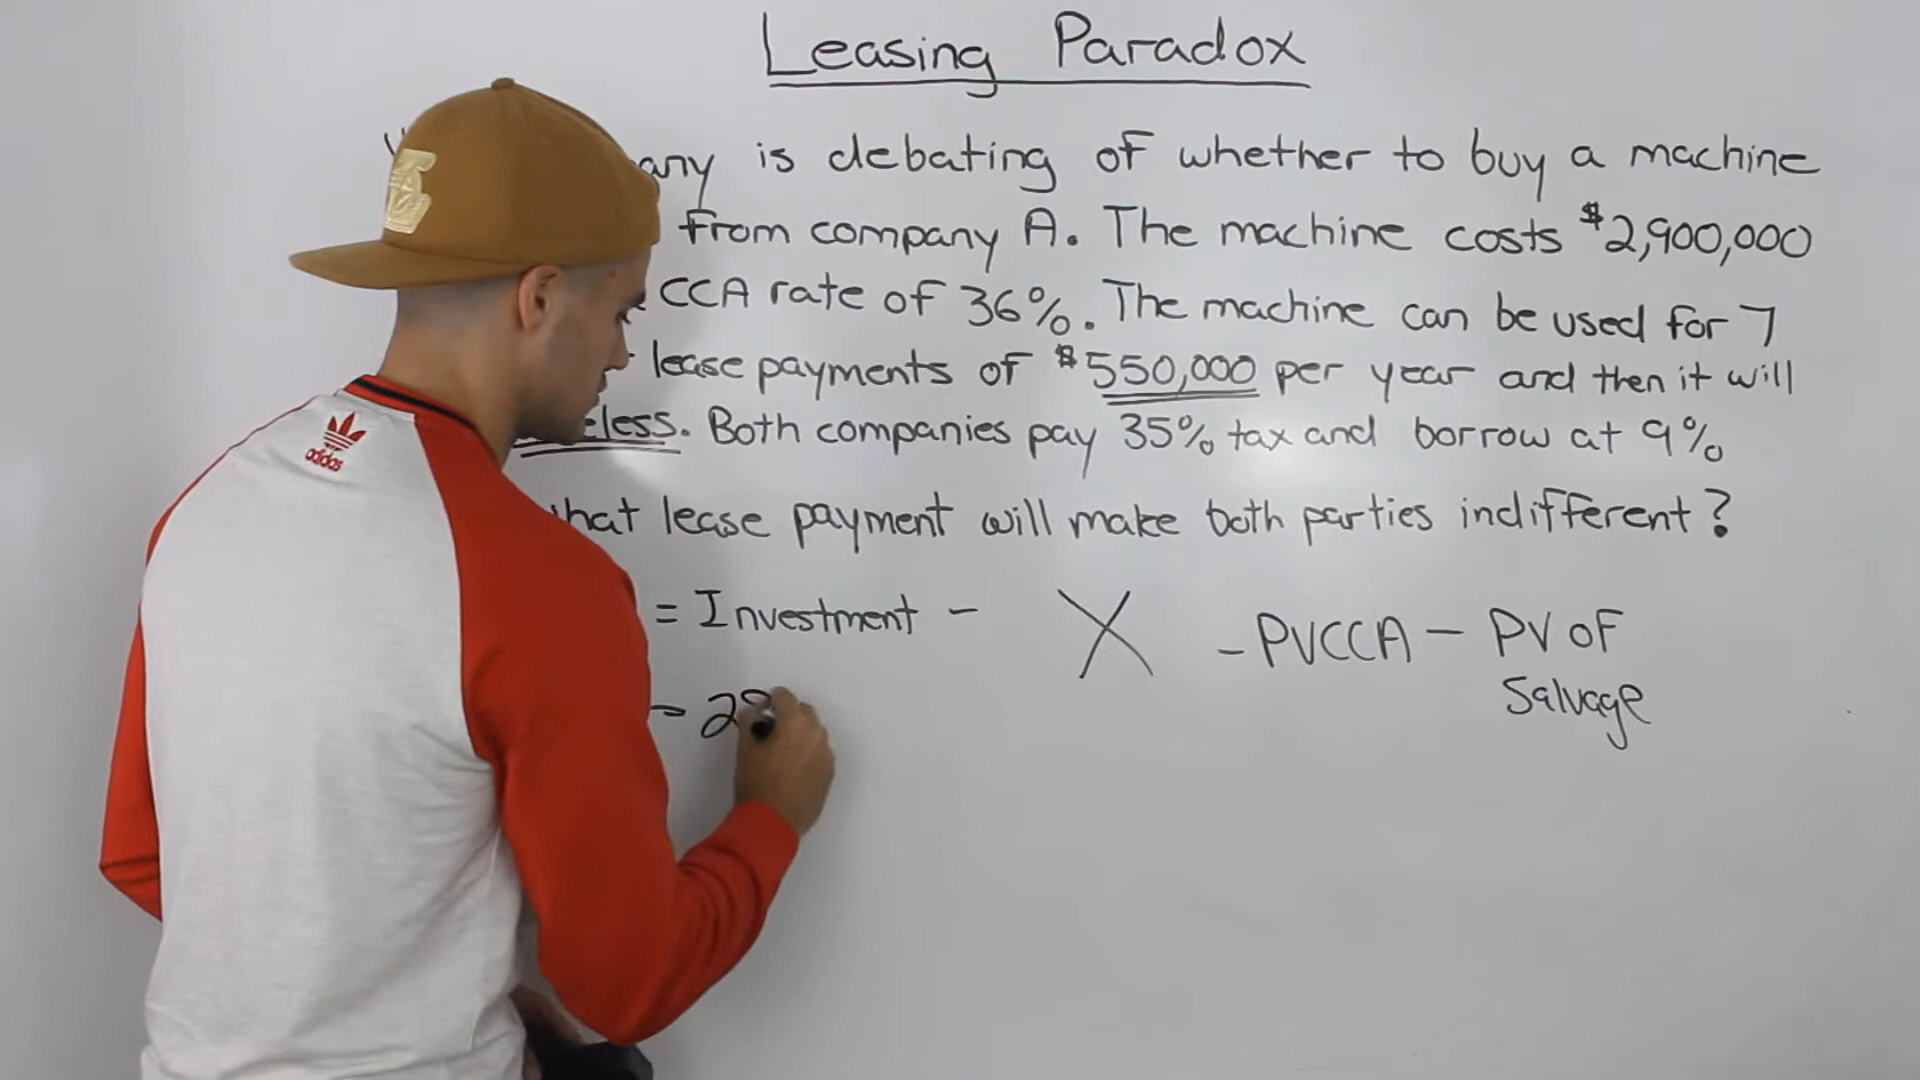 Leasing Paradox
is debating of whether to buy a machine
From company A. The machine costs $2,900,000
CCA rate of 36%. The machine can be used for 7
lease payments of $550,000 per year and then it will
Both companies pay 35% tax and borrow at 9%
lease payment will make both parties indifferent?
= Investment - X - PVCCA - PV OF
Salvage
adidas